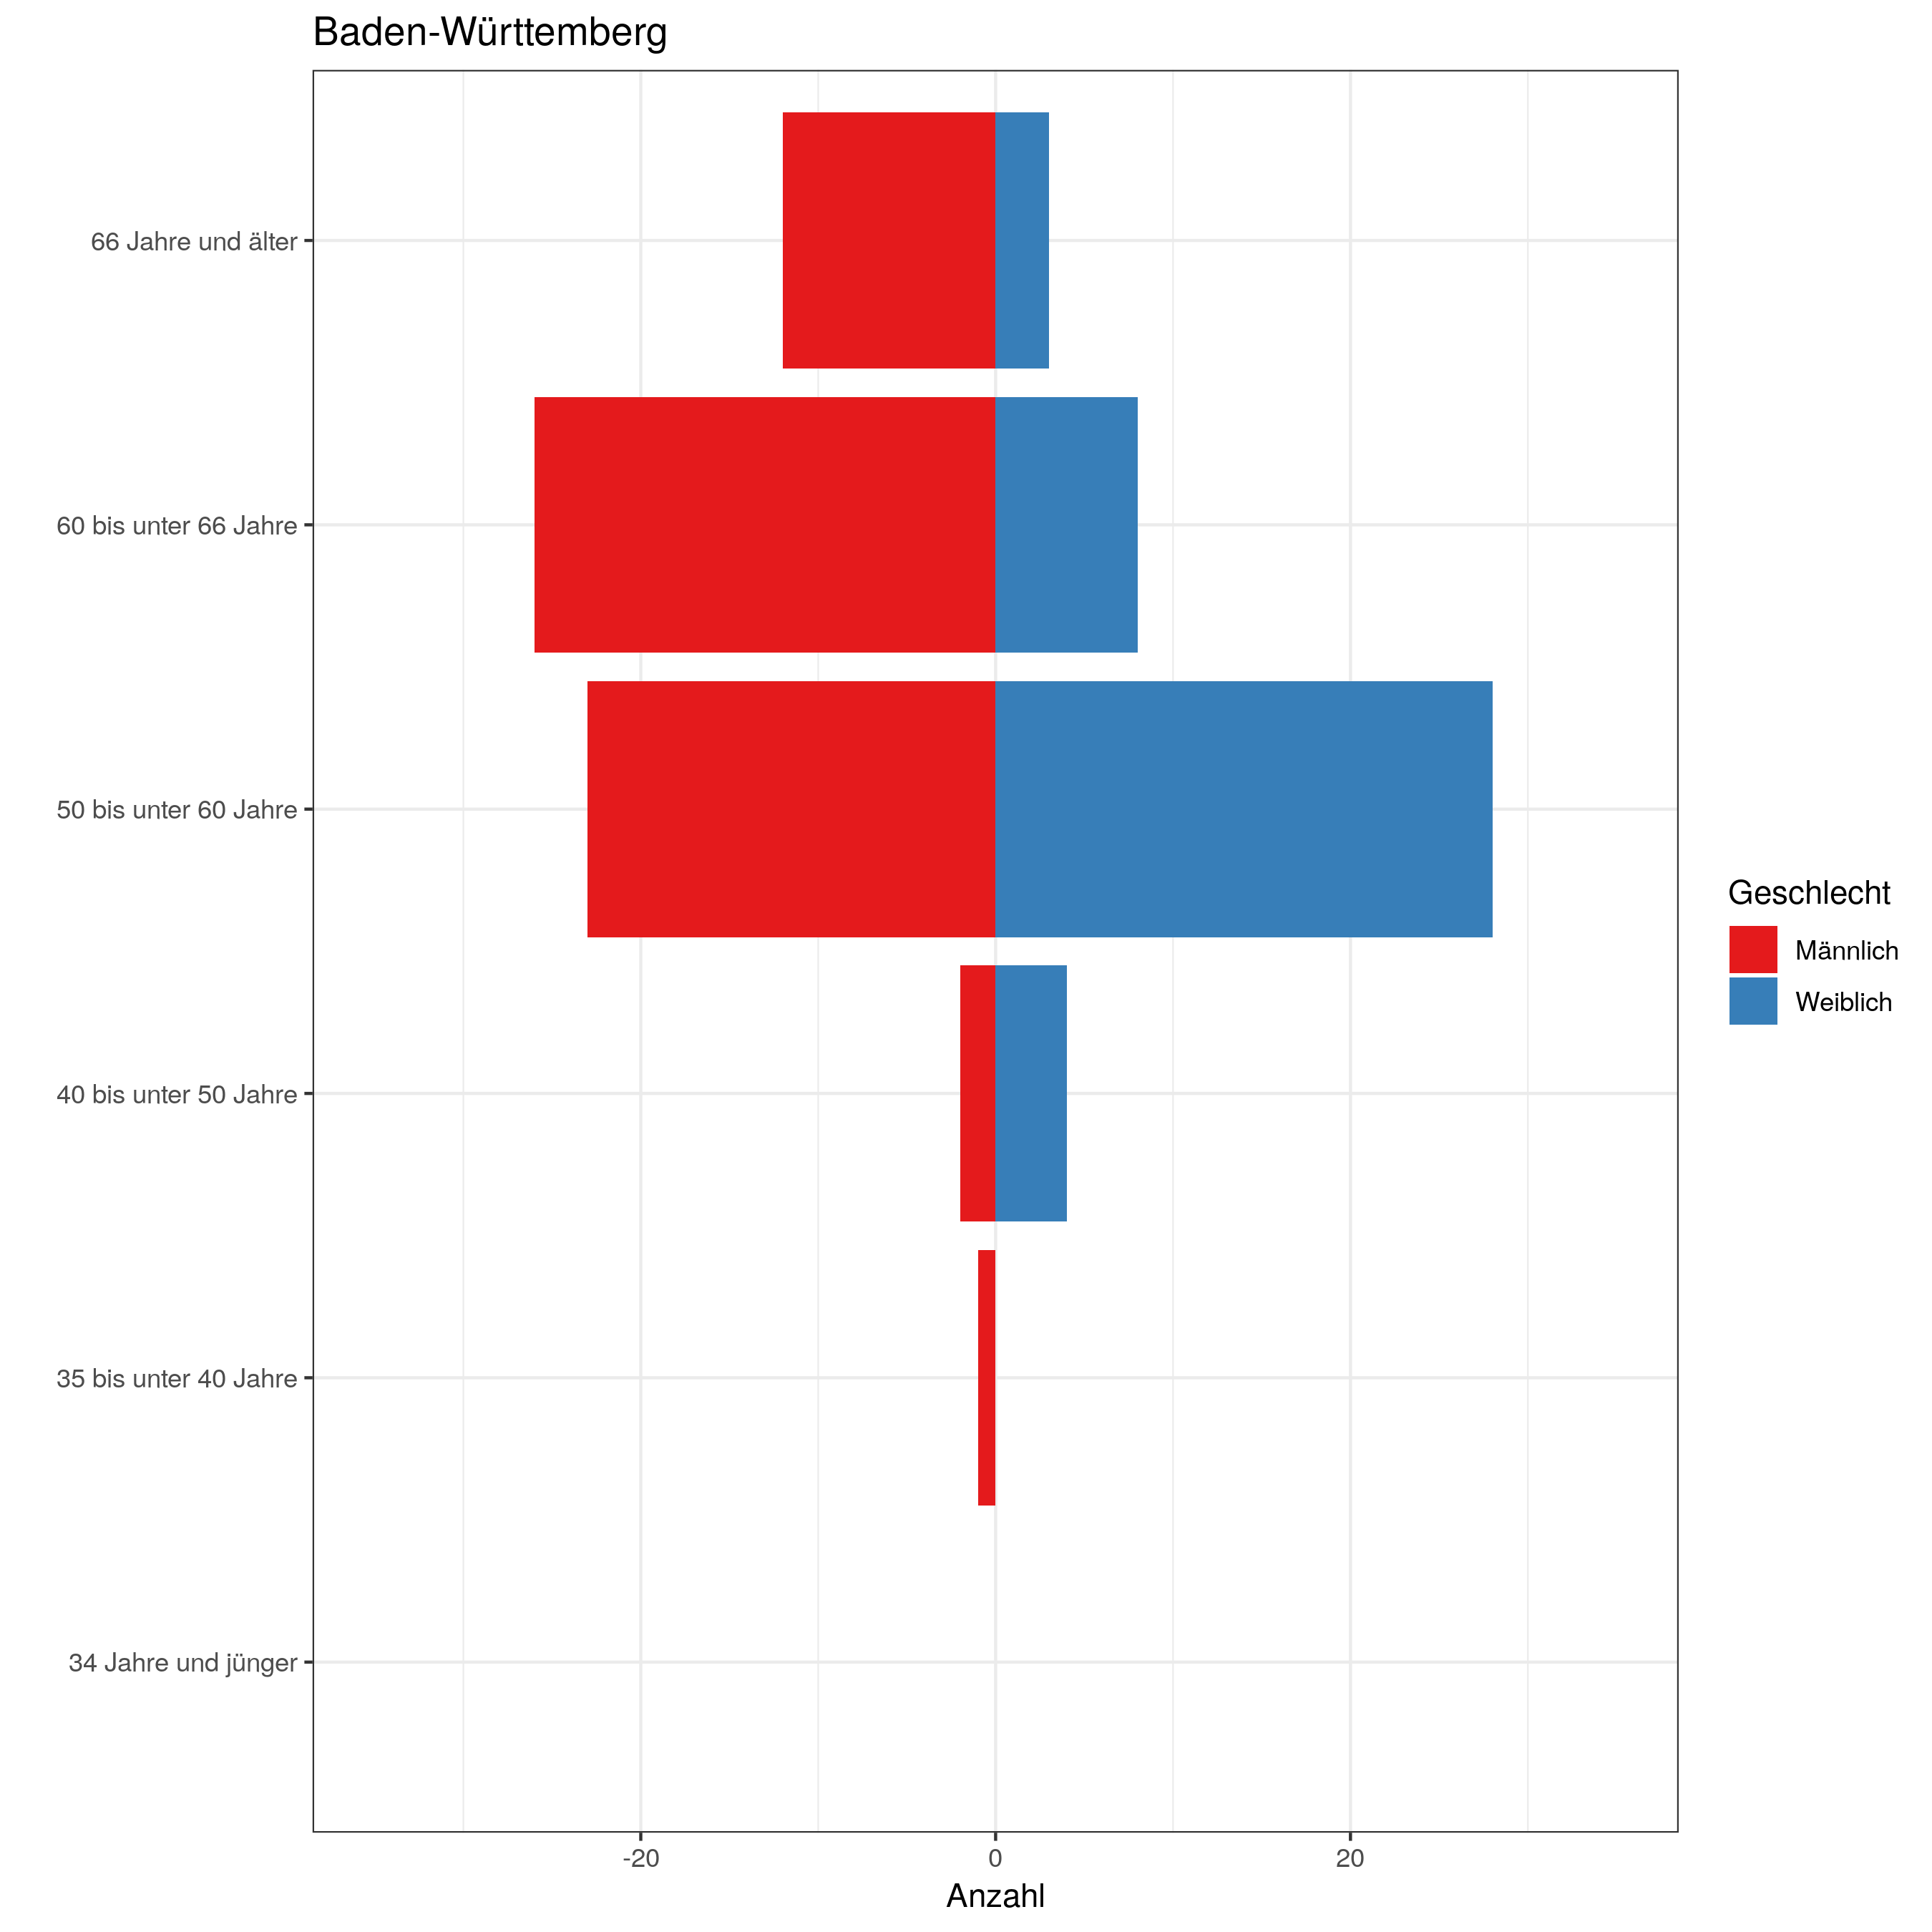 Baden-Württemberg
66 Jahre und älter
60 bis unter 66 Jahre
50 bis unter 60 Jahre
40 bis unter 50 Jahre
35 bis unter 40 Jahre
34 Jahre und jünger
-20
0
20
Anzahl
Geschlecht
Männlich
Weiblich